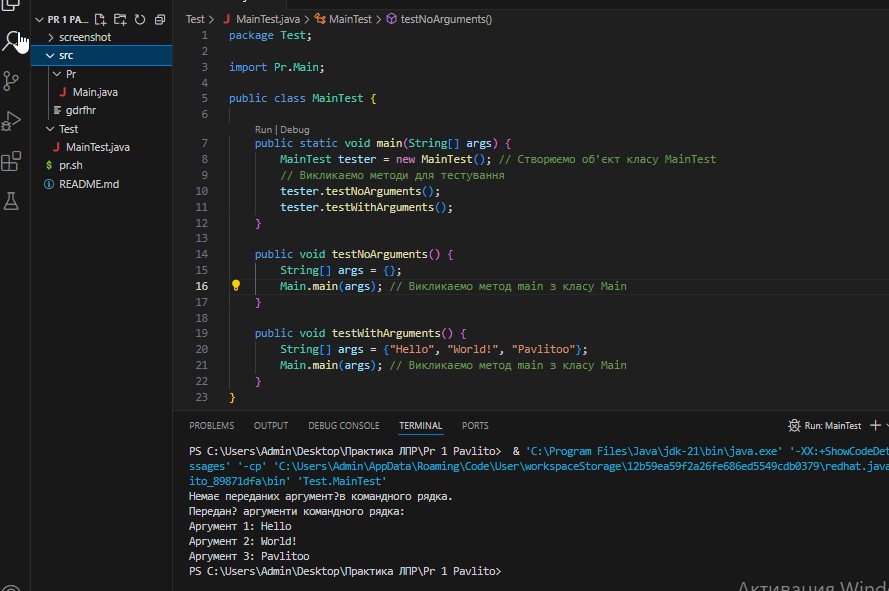 PR 1 PA...
screenshot
src
Pr
J Main.java
gdrfhr
Test
J MainTest.java
$ pr.sh
README.md
Test > J MainTest.java > MainTest > testNoArguments()
1 package Test;
2
3 import Pr.Main;
4
5 public class MainTest {
6
Run | Debug
7 public static void main(String[] args) {
8 MainTest tester = new MainTest(); // Створюємо об'єкт класу MainTest
9 // Викликаємо методи для тестування
10 tester.testNoArguments();
11 tester.testWithArguments();
12 }
13
14 public void testNoArguments() {
15 String[] args = {};
16 Main.main(args); // Викликаємо метод main з класу Main
17 }
18
19 public void testWithArguments() {
20 String[] args = {"Hello", "World!", "Pavlitoo"};
21 Main.main(args); // Викликаємо метод main з класу Main
22 }
23 }
PROBLEMS OUTPUT DEBUG CONSOLE TERMINAL PORTS Run: MainTest
PS C:\Users\Admin\Desktop\Практика ЛПР\Pr 1 Pavlito> & 'C:\Program Files\Java\jdk-21\bin\java.exe' '-XX:+ShowCodeDet
ssages' '-cp' 'C:\Users\Admin\AppData\Roaming\Code\User\workspaceStorage\12b59ea59f2a26fe686ed5549cdb0379\redhat.java
ito_89871dfa\bin' 'Test.MainTest'
Немає переданих аргумент?в командного рядка.
Передан? аргументи командного рядка:
Аргумент 1: Hello
Аргумент 2: World!
Аргумент 3: Pavlitoo
PS C:\Users\Admin\Desktop\Практика ЛПР\Pr 1 Pavlito>
Активация Wind